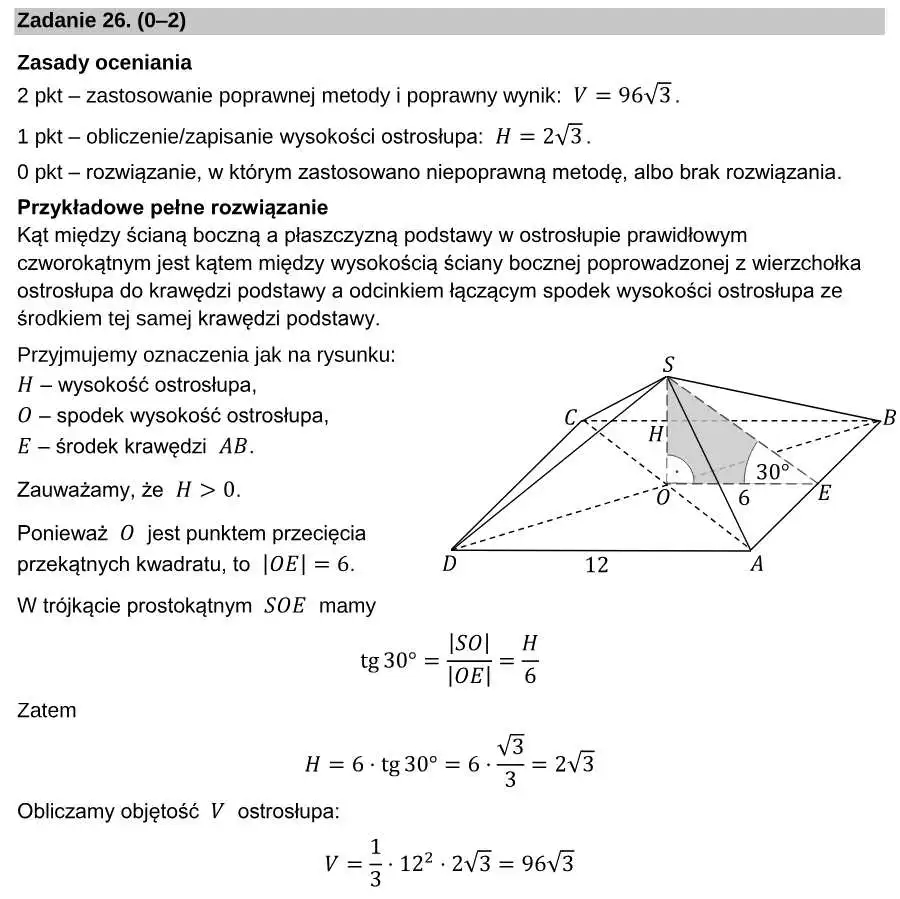 Zadanie 26. (0–2)
Zasady oceniania
2 pkt – zastosowanie poprawnej metody i poprawny wynik: V = 96√3.
1 pkt – obliczenie/zapisanie wysokości ostrosłupa: H = 2√3.
0 pkt – rozwiązanie, w którym zastosowano niepoprawną metodę, albo brak rozwiązania.
Przykładowe pełne rozwiązanie
Kąt między ścianą boczną a płaszczyzną podstawy w ostrosłupie prawidłowym
czworokątnym jest kątem między wysokością ściany bocznej poprowadzonej z wierzchołka
ostrosłupa do krawędzi podstawy a odcinkiem łączącym spodek wysokości ostrosłupa ze
środkiem tej samej krawędzi podstawy.
Przyjmujemy oznaczenia jak na rysunku:
H – wysokość ostrosłupa,
O – spodek wysokość ostrosłupa,
E – środek krawędzi AB.
Zauważamy, że H > 0.
Ponieważ O jest punktem przecięcia
przekątnych kwadratu, to |OE| = 6.
S
C
B
H
30°
O
6
E
D
12
A
W trójkącie prostokątnym SOE mamy
tg 30° = |SO|/|OE| = H/6
Zatem
H = 6 · tg 30° = 6 · √3/3 = 2√3
Obliczamy objętość V ostrosłupa:
V = 1/3 · 12² · 2√3 = 96√3